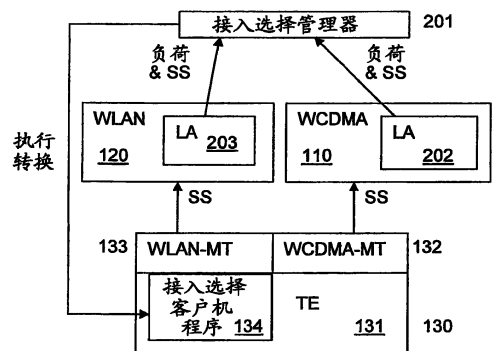 接入选择管理器 201
负荷
& SS
负荷
& SS
执行
转换
WLAN
120
LA
203
WCDMA
110
LA
202
SS
SS
133 WLAN-MT WCDMA-MT 132
接入选择
客户机
程序 134
TE
131
130